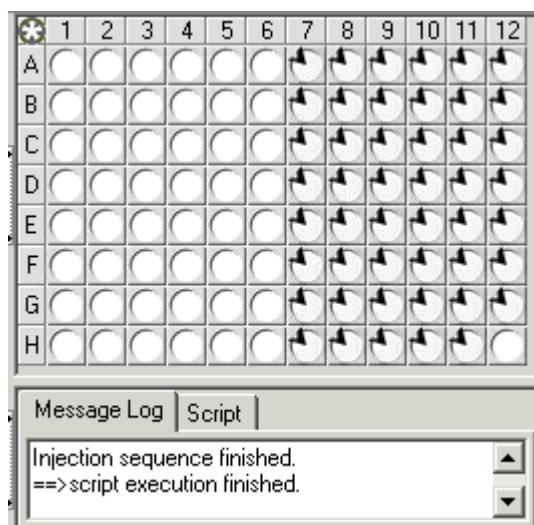 1 2 3 4 5 6 7 8 9 10 11 12
A
B
C
D
E
F
G
H
Message Log Script
Injection sequence finished.
==>script execution finished.